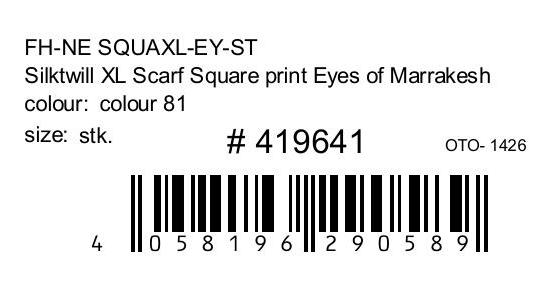 FH-NE SQUAXL-EY-ST
Silktwill XL Scarf Square print Eyes of Marrakesh
colour: colour 81
size: stk.
# 419641
OTO- 1426
4 058196 290589